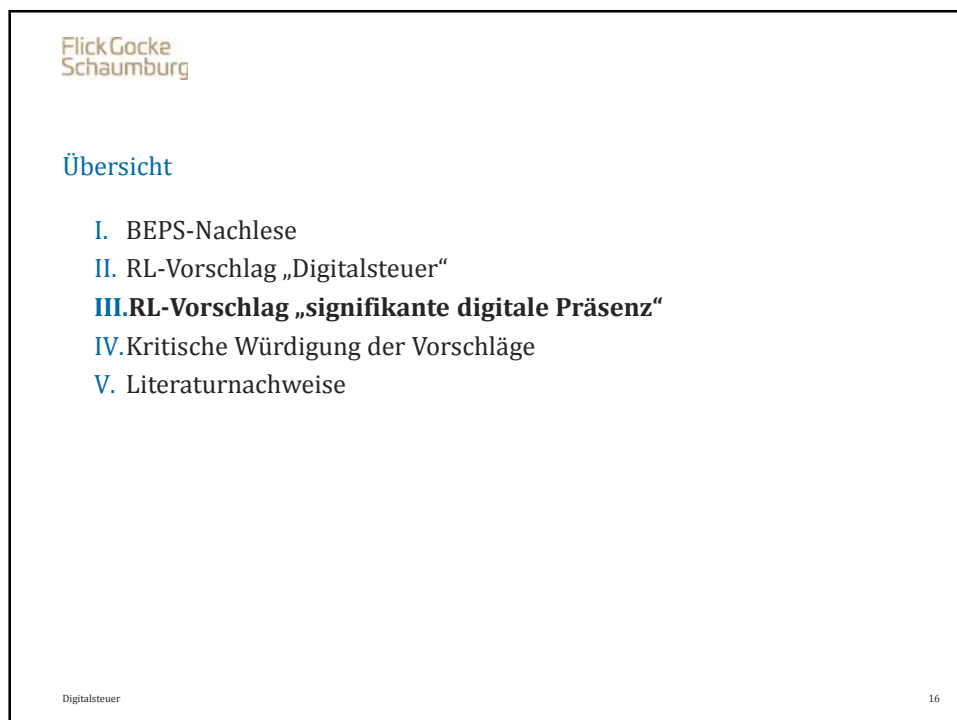 Flick Gocke
Schaumburg
Übersicht
I. BEPS-Nachlese
II. RL-Vorschlag „Digitalsteuer“
III.RL-Vorschlag „signifikante digitale Präsenz“
IV.Kritische Würdigung der Vorschläge
V. Literaturnachweise
Digitalsteuer 16